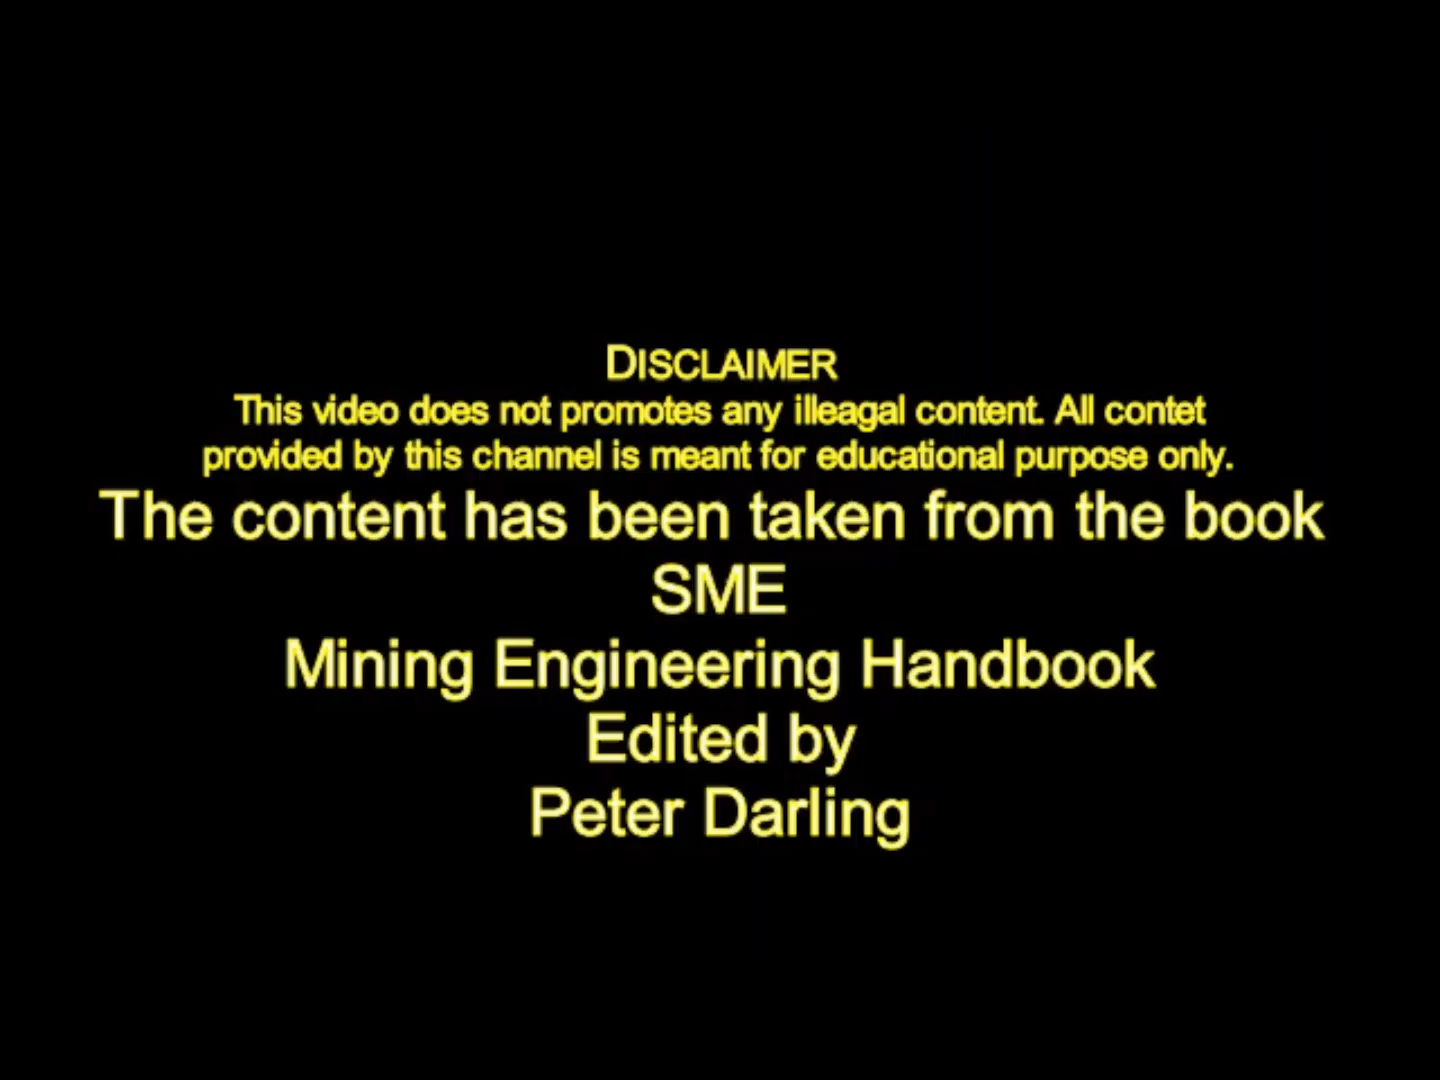 DISCLAIMER
This video does not promotes any illeagal content. All contet
provided by this channel is meant for educational purpose only.
The content has been taken from the book
SME
Mining Engineering Handbook
Edited by
Peter Darling